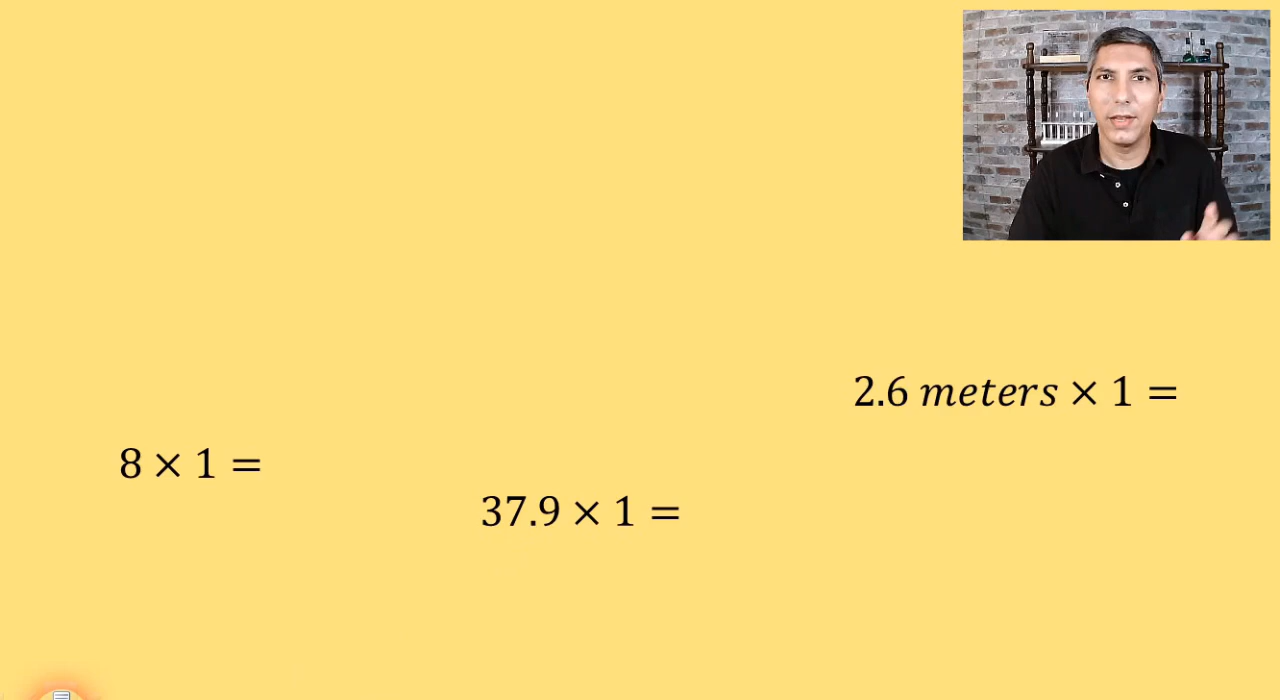 2.6 meters × 1 =
8 × 1 =
37.9 × 1 =